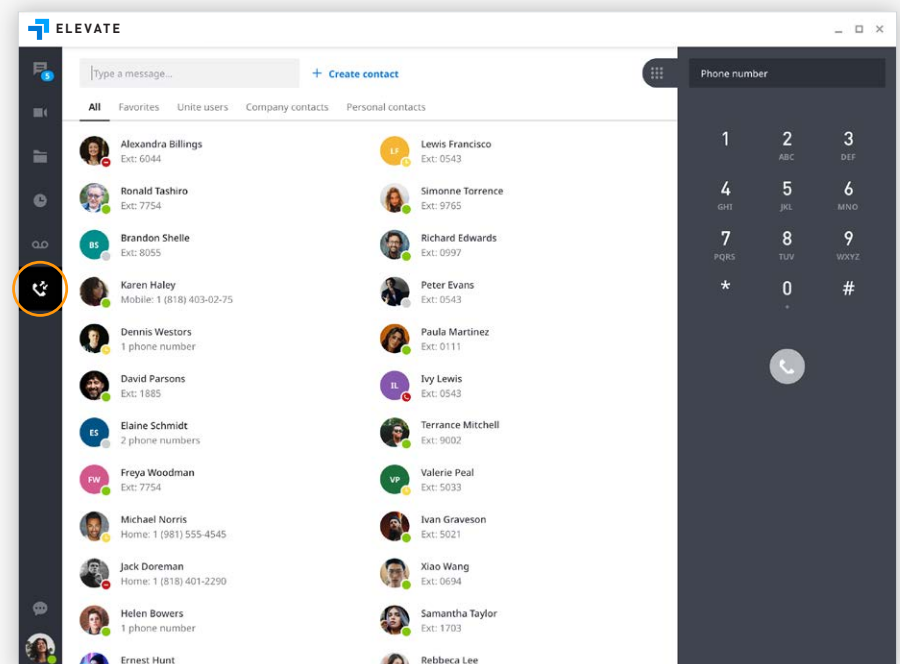 ELEVATE
5
Type a message...
+ Create contact
Phone number
All Favorites Unite users Company contacts Personal contacts
Alexandra Billings
Ext: 6044
LF
Lewis Francisco
Ext: 0543
Ronald Tashiro
Ext: 7754
Simonne Torrence
Ext: 9765
BS
Brandon Shelle
Ext: 8055
Richard Edwards
Ext: 0997
Karen Haley
Mobile: 1 (818) 403-02-75
Peter Evans
Ext: 0543
Dennis Westors
1 phone number
Paula Martinez
Ext: 0111
David Parsons
Ext: 1885
IL
Ivy Lewis
Ext: 0543
ES
Elaine Schmidt
2 phone numbers
Terrance Mitchell
Ext: 9002
FW
Freya Woodman
Ext: 7754
VP
Valerie Peal
Ext: 5033
Michael Norris
Home: 1 (981) 555-4545
Ivan Graveson
Ext: 5021
Jack Doreman
Home: 1 (818) 401-2290
Xiao Wang
Ext: 0694
Helen Bowers
1 phone number
Samantha Taylor
Ext: 1703
Ernest Hunt
Rebbeca Lee
1 2 3
ABC DEF
4 5 6
GHI JKL MNO
7 8 9
PQRS TUV WXYZ
* 0 #
+